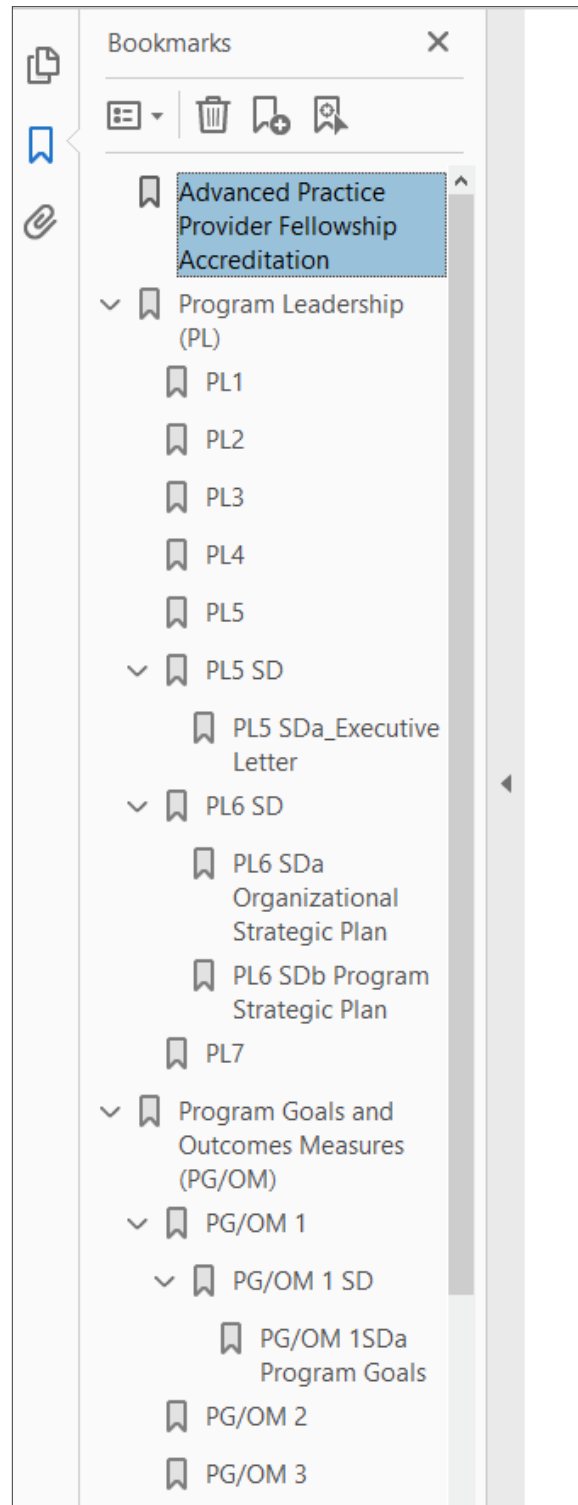 Bookmarks
Advanced Practice
Provider Fellowship
Accreditation
Program Leadership
(PL)
PL1
PL2
PL3
PL4
PL5
PL5 SD
PL5 SDa_Executive
Letter
PL6 SD
PL6 SDa
Organizational
Strategic Plan
PL6 SDb Program
Strategic Plan
PL7
Program Goals and
Outcomes Measures
(PG/OM)
PG/OM 1
PG/OM 1 SD
PG/OM 1SDa
Program Goals
PG/OM 2
PG/OM 3